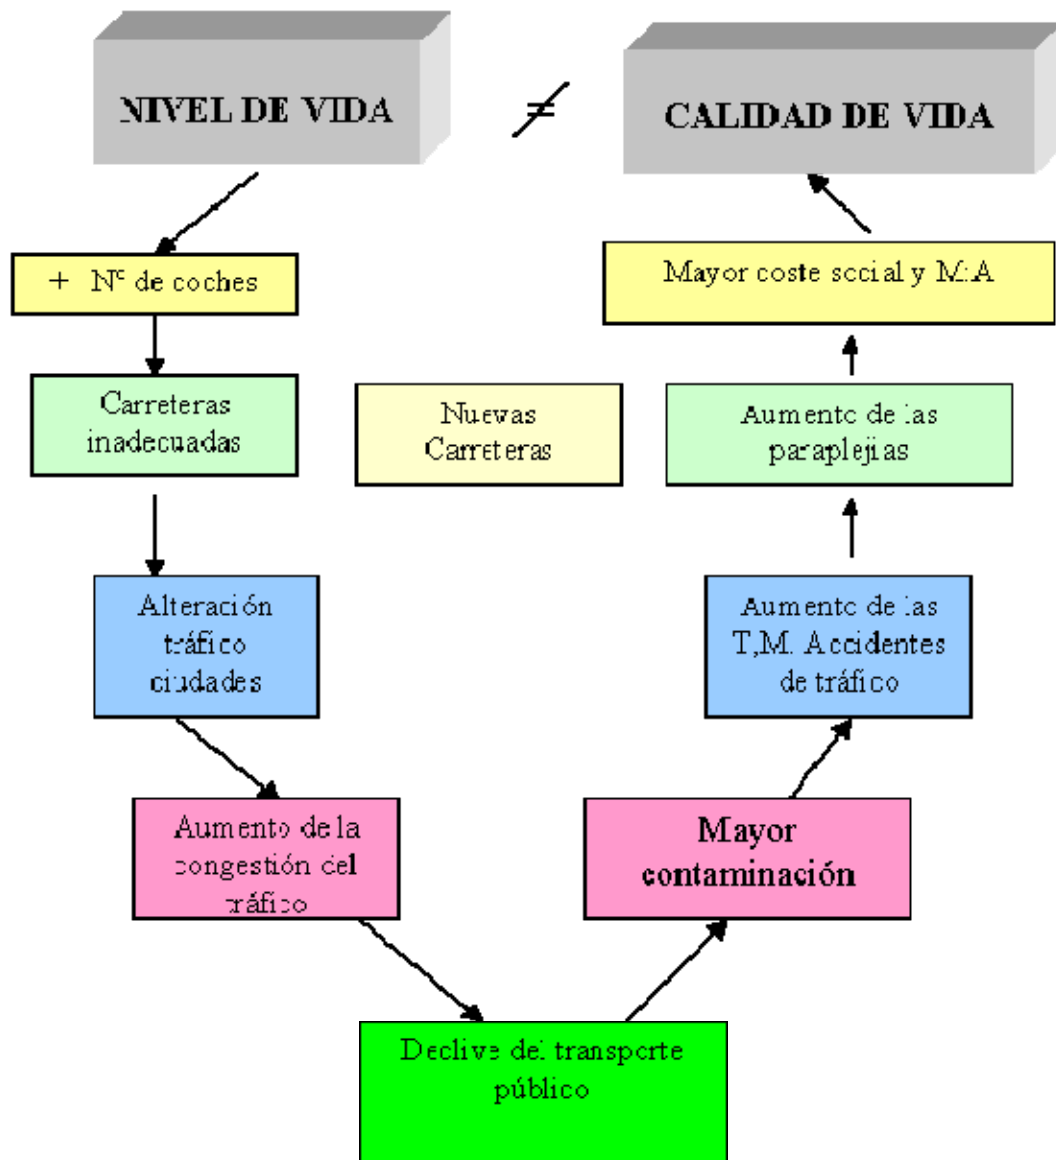 NIVEL DE VIDA
≠
CALIDAD DE VIDA
+ Nº de coches
Mayor coste social y M.A
Carreteras
inadecuadas
Nuevas
Carreteras
Aumento de las
paraplejias
Alteración
tráfico
ciudades
Aumento de las
T,M. Accidentes
de tráfico
Aumento de la
congestión del
tráfico
Mayor
contaminación
Declive del transporte
público